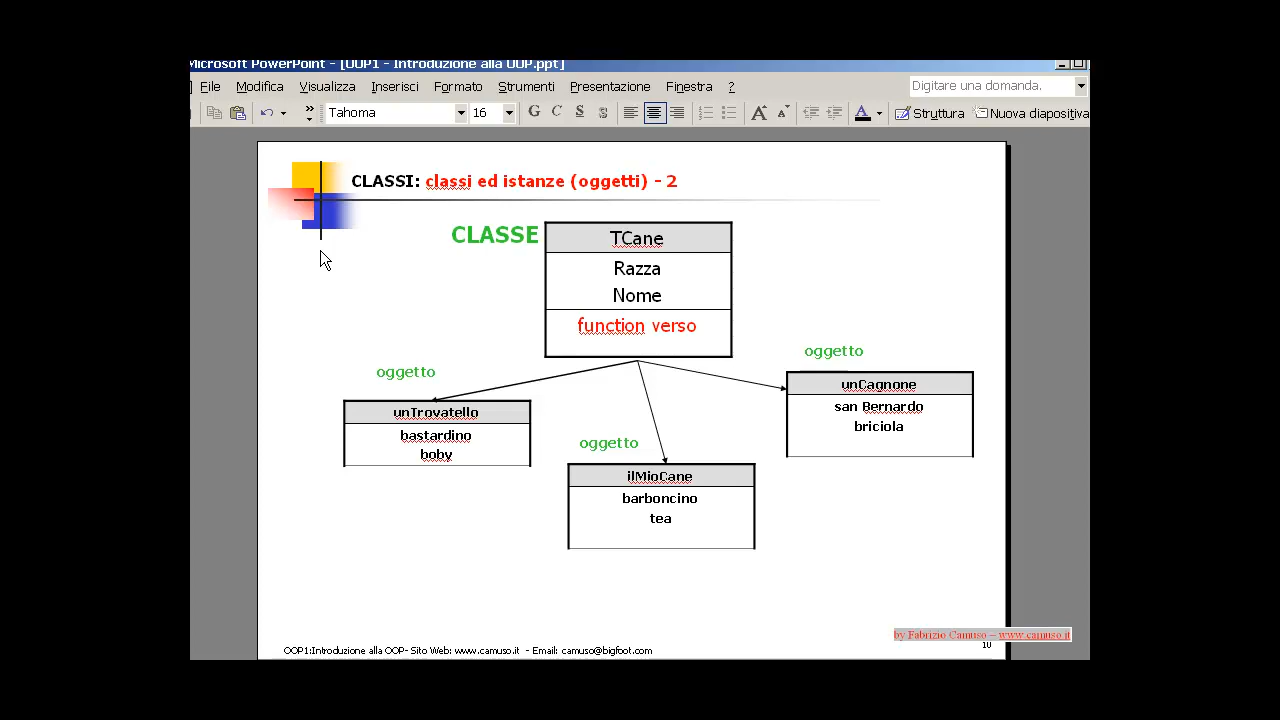 Microsoft PowerPoint - [OOP1 - Introduzione alla OOP.ppt]
File Modifica Visualizza Inserisci Formato Strumenti Presentazione Finestra ? Digitare una domanda.
Tahoma 16 G C S S Struttura Nuova diapositiva
CLASSI: classi ed istanze (oggetti) - 2
CLASSE
TCane
Razza
Nome
function verso
oggetto
unTrovatello
bastardino
boby
oggetto
ilMioCane
barboncino
tea
oggetto
unCagnone
san Bernardo
briciola
by Fabrizio Camuso – www.camuso.it
OOP Introduzione alla OOP- Sito Web: www.camuso.it - Email: camuso@bigfoot.com
10